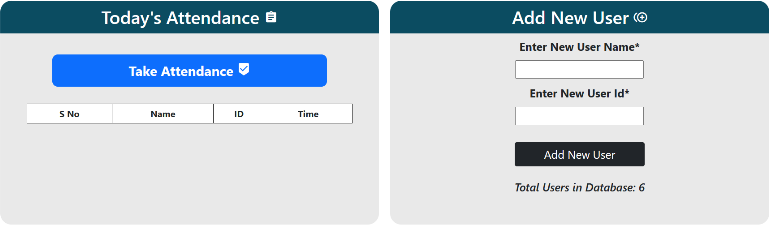 Today's Attendance
Take Attendance
S No Name ID Time
Add New User
Enter New User Name*
Enter New User Id*
Add New User
Total Users in Database: 6